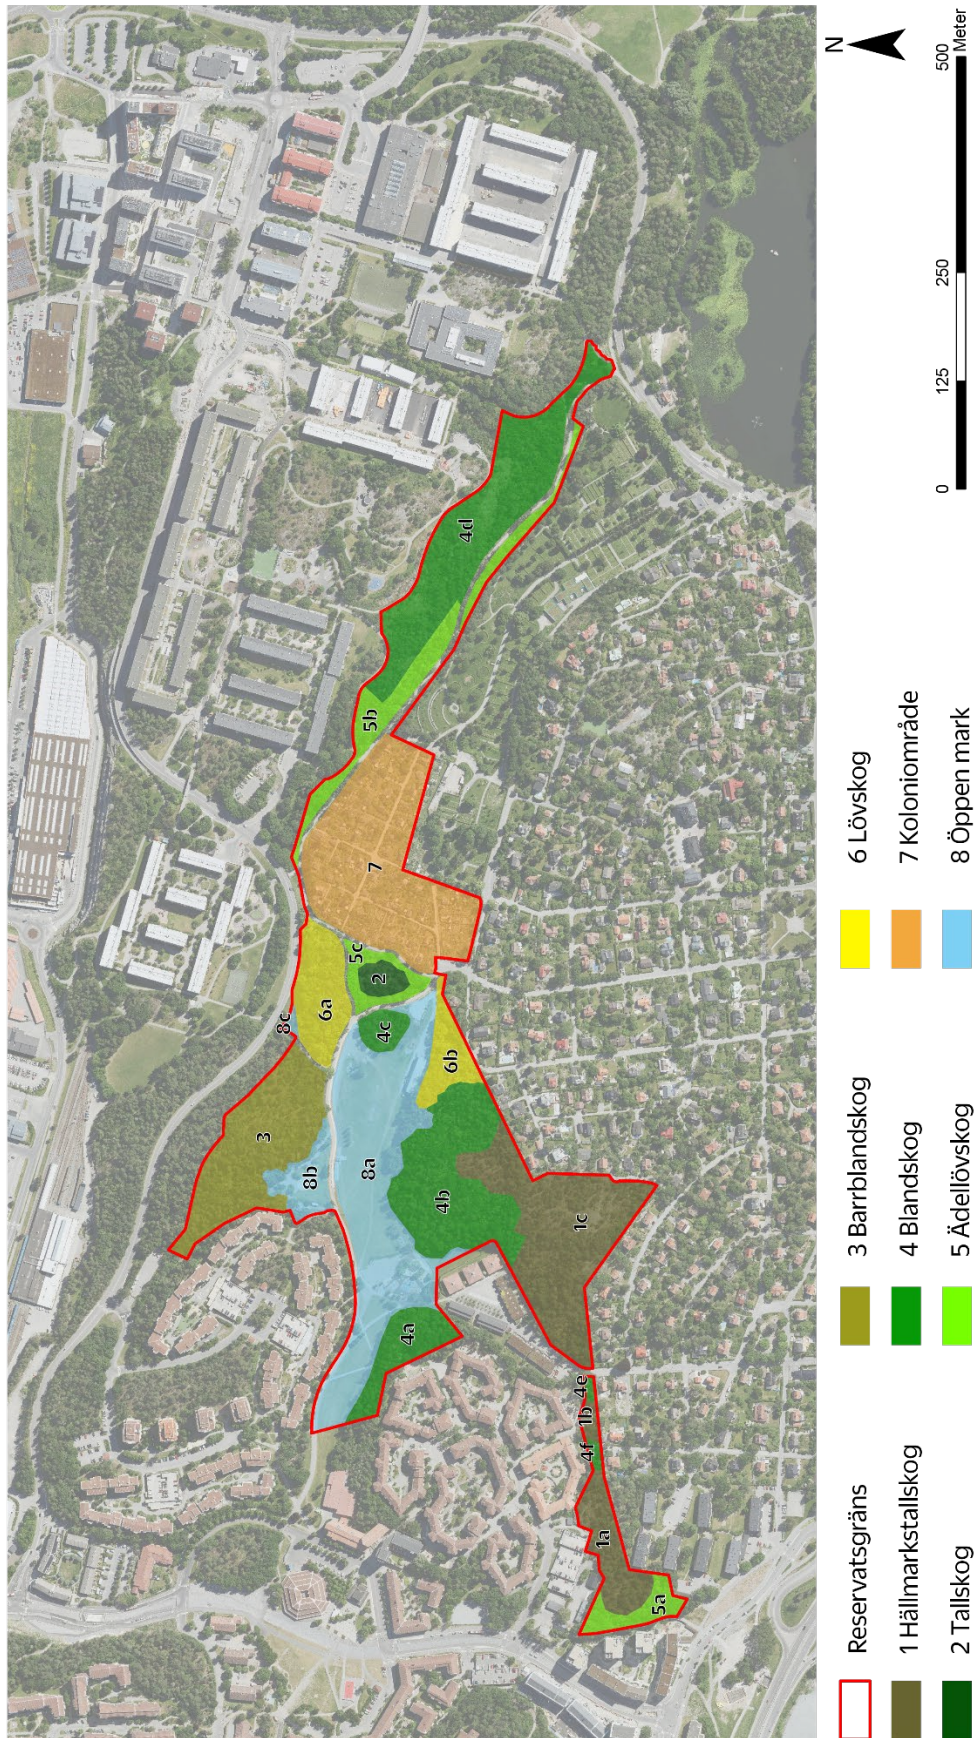 3
8c
6a
5c
2
4c
7
5b
4d
8b
8a
6b
4b
1c
4a
4e
1b
4f
1a
5a
Reservatsgräns
1 Hällmarkstallskog
2 Tallskog
3 Barrblandskog
4 Blandskog
5 Ädellövskog
6 Lövskog
7 Koloniområde
8 Öppen mark
N
0 125 250 500
Meter